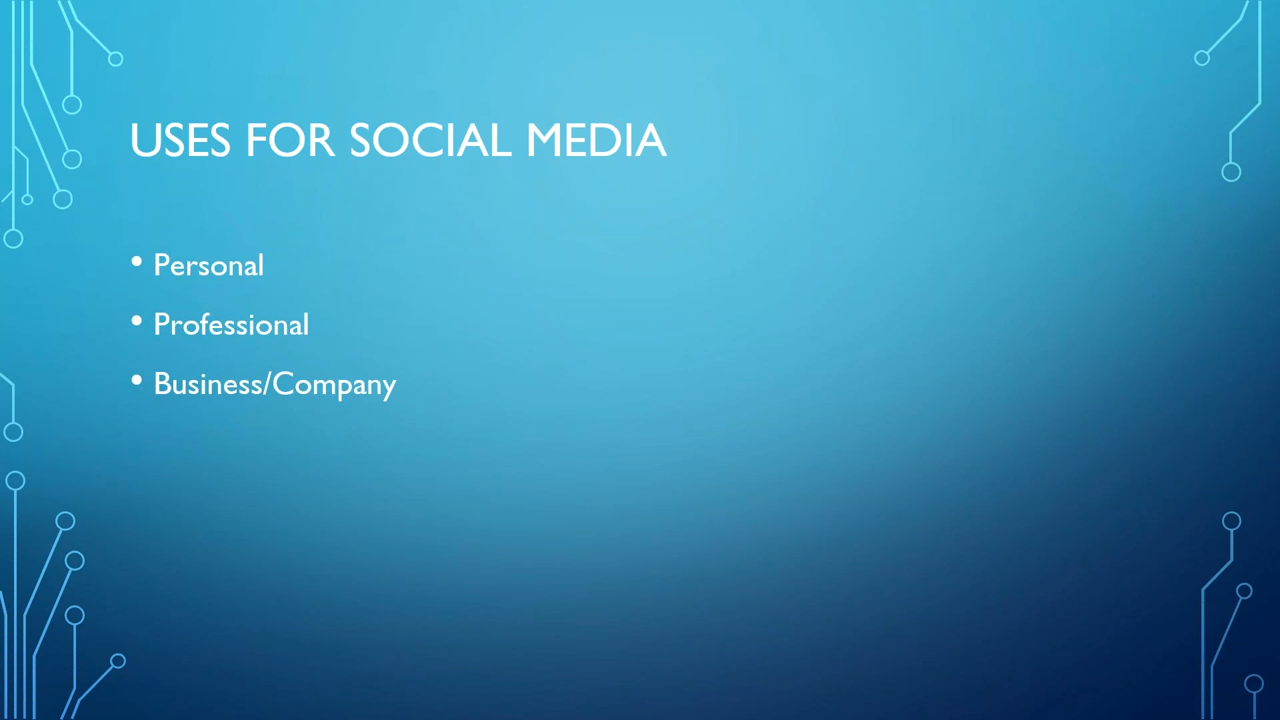 USES FOR SOCIAL MEDIA
• Personal
• Professional
• Business/Company